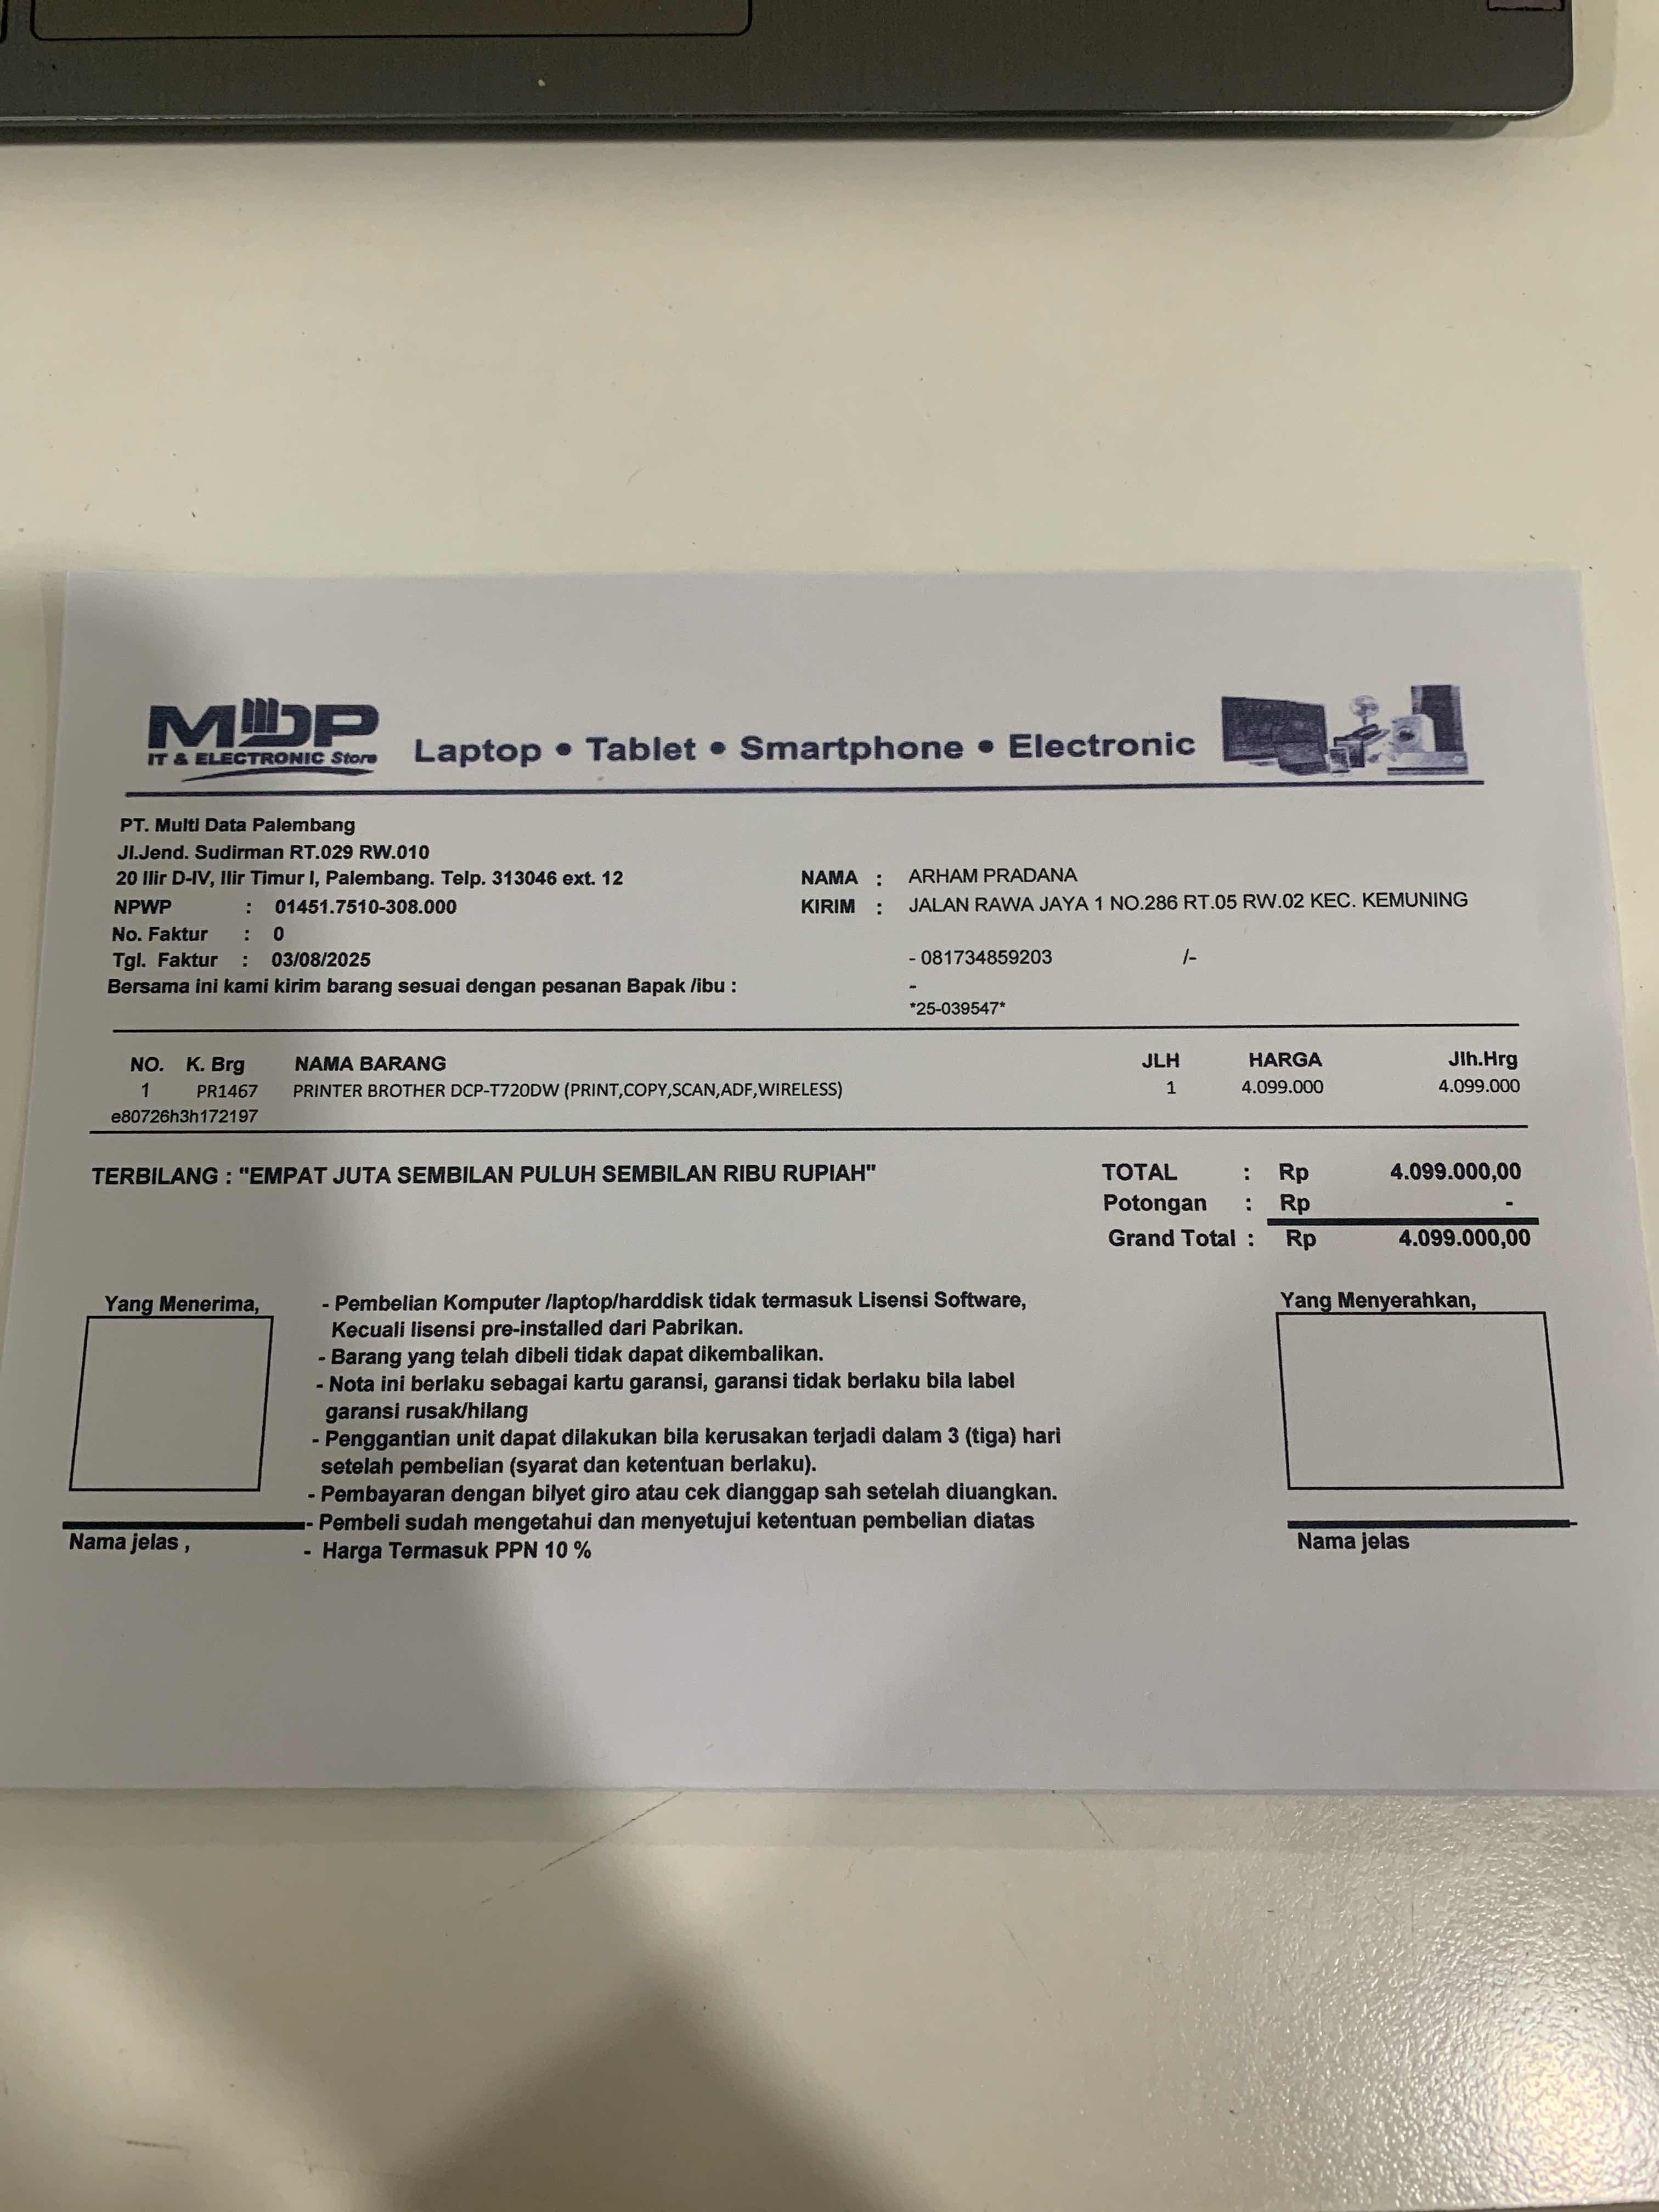 MDP
IT & ELECTRONIC Store
Laptop • Tablet • Smartphone • Electronic
PT. Multi Data Palembang
Jl.Jend. Sudirman RT.029 RW.010
20 Ilir D-IV, Ilir Timur I, Palembang. Telp. 313046 ext. 12
NPWP : 01451.7510-308.000
No. Faktur : 0
Tgl. Faktur : 03/08/2025
Bersama ini kami kirim barang sesuai dengan pesanan Bapak /ibu :
NAMA : ARHAM PRADANA
KIRIM : JALAN RAWA JAYA 1 NO.286 RT.05 RW.02 KEC. KEMUNING
- 081734859203 /-
-
*25-039547*
NO. K. Brg NAMA BARANG JLH HARGA Jlh.Hrg
1 PR1467 PRINTER BROTHER DCP-T720DW (PRINT,COPY,SCAN,ADF,WIRELESS) 1 4.099.000 4.099.000
e80726h3h172197
TERBILANG : "EMPAT JUTA SEMBILAN PULUH SEMBILAN RIBU RUPIAH"
TOTAL : Rp 4.099.000,00
Potongan : Rp -
Grand Total : Rp 4.099.000,00
Yang Menerima,
Nama jelas ,
- Pembelian Komputer /laptop/harddisk tidak termasuk Lisensi Software,
Kecuali lisensi pre-installed dari Pabrikan.
- Barang yang telah dibeli tidak dapat dikembalikan.
- Nota ini berlaku sebagai kartu garansi, garansi tidak berlaku bila label
garansi rusak/hilang
- Penggantian unit dapat dilakukan bila kerusakan terjadi dalam 3 (tiga) hari
setelah pembelian (syarat dan ketentuan berlaku).
- Pembayaran dengan bilyet giro atau cek dianggap sah setelah diuangkan.
- Pembeli sudah mengetahui dan menyetujui ketentuan pembelian diatas
- Harga Termasuk PPN 10 %
Yang Menyerahkan,
Nama jelas